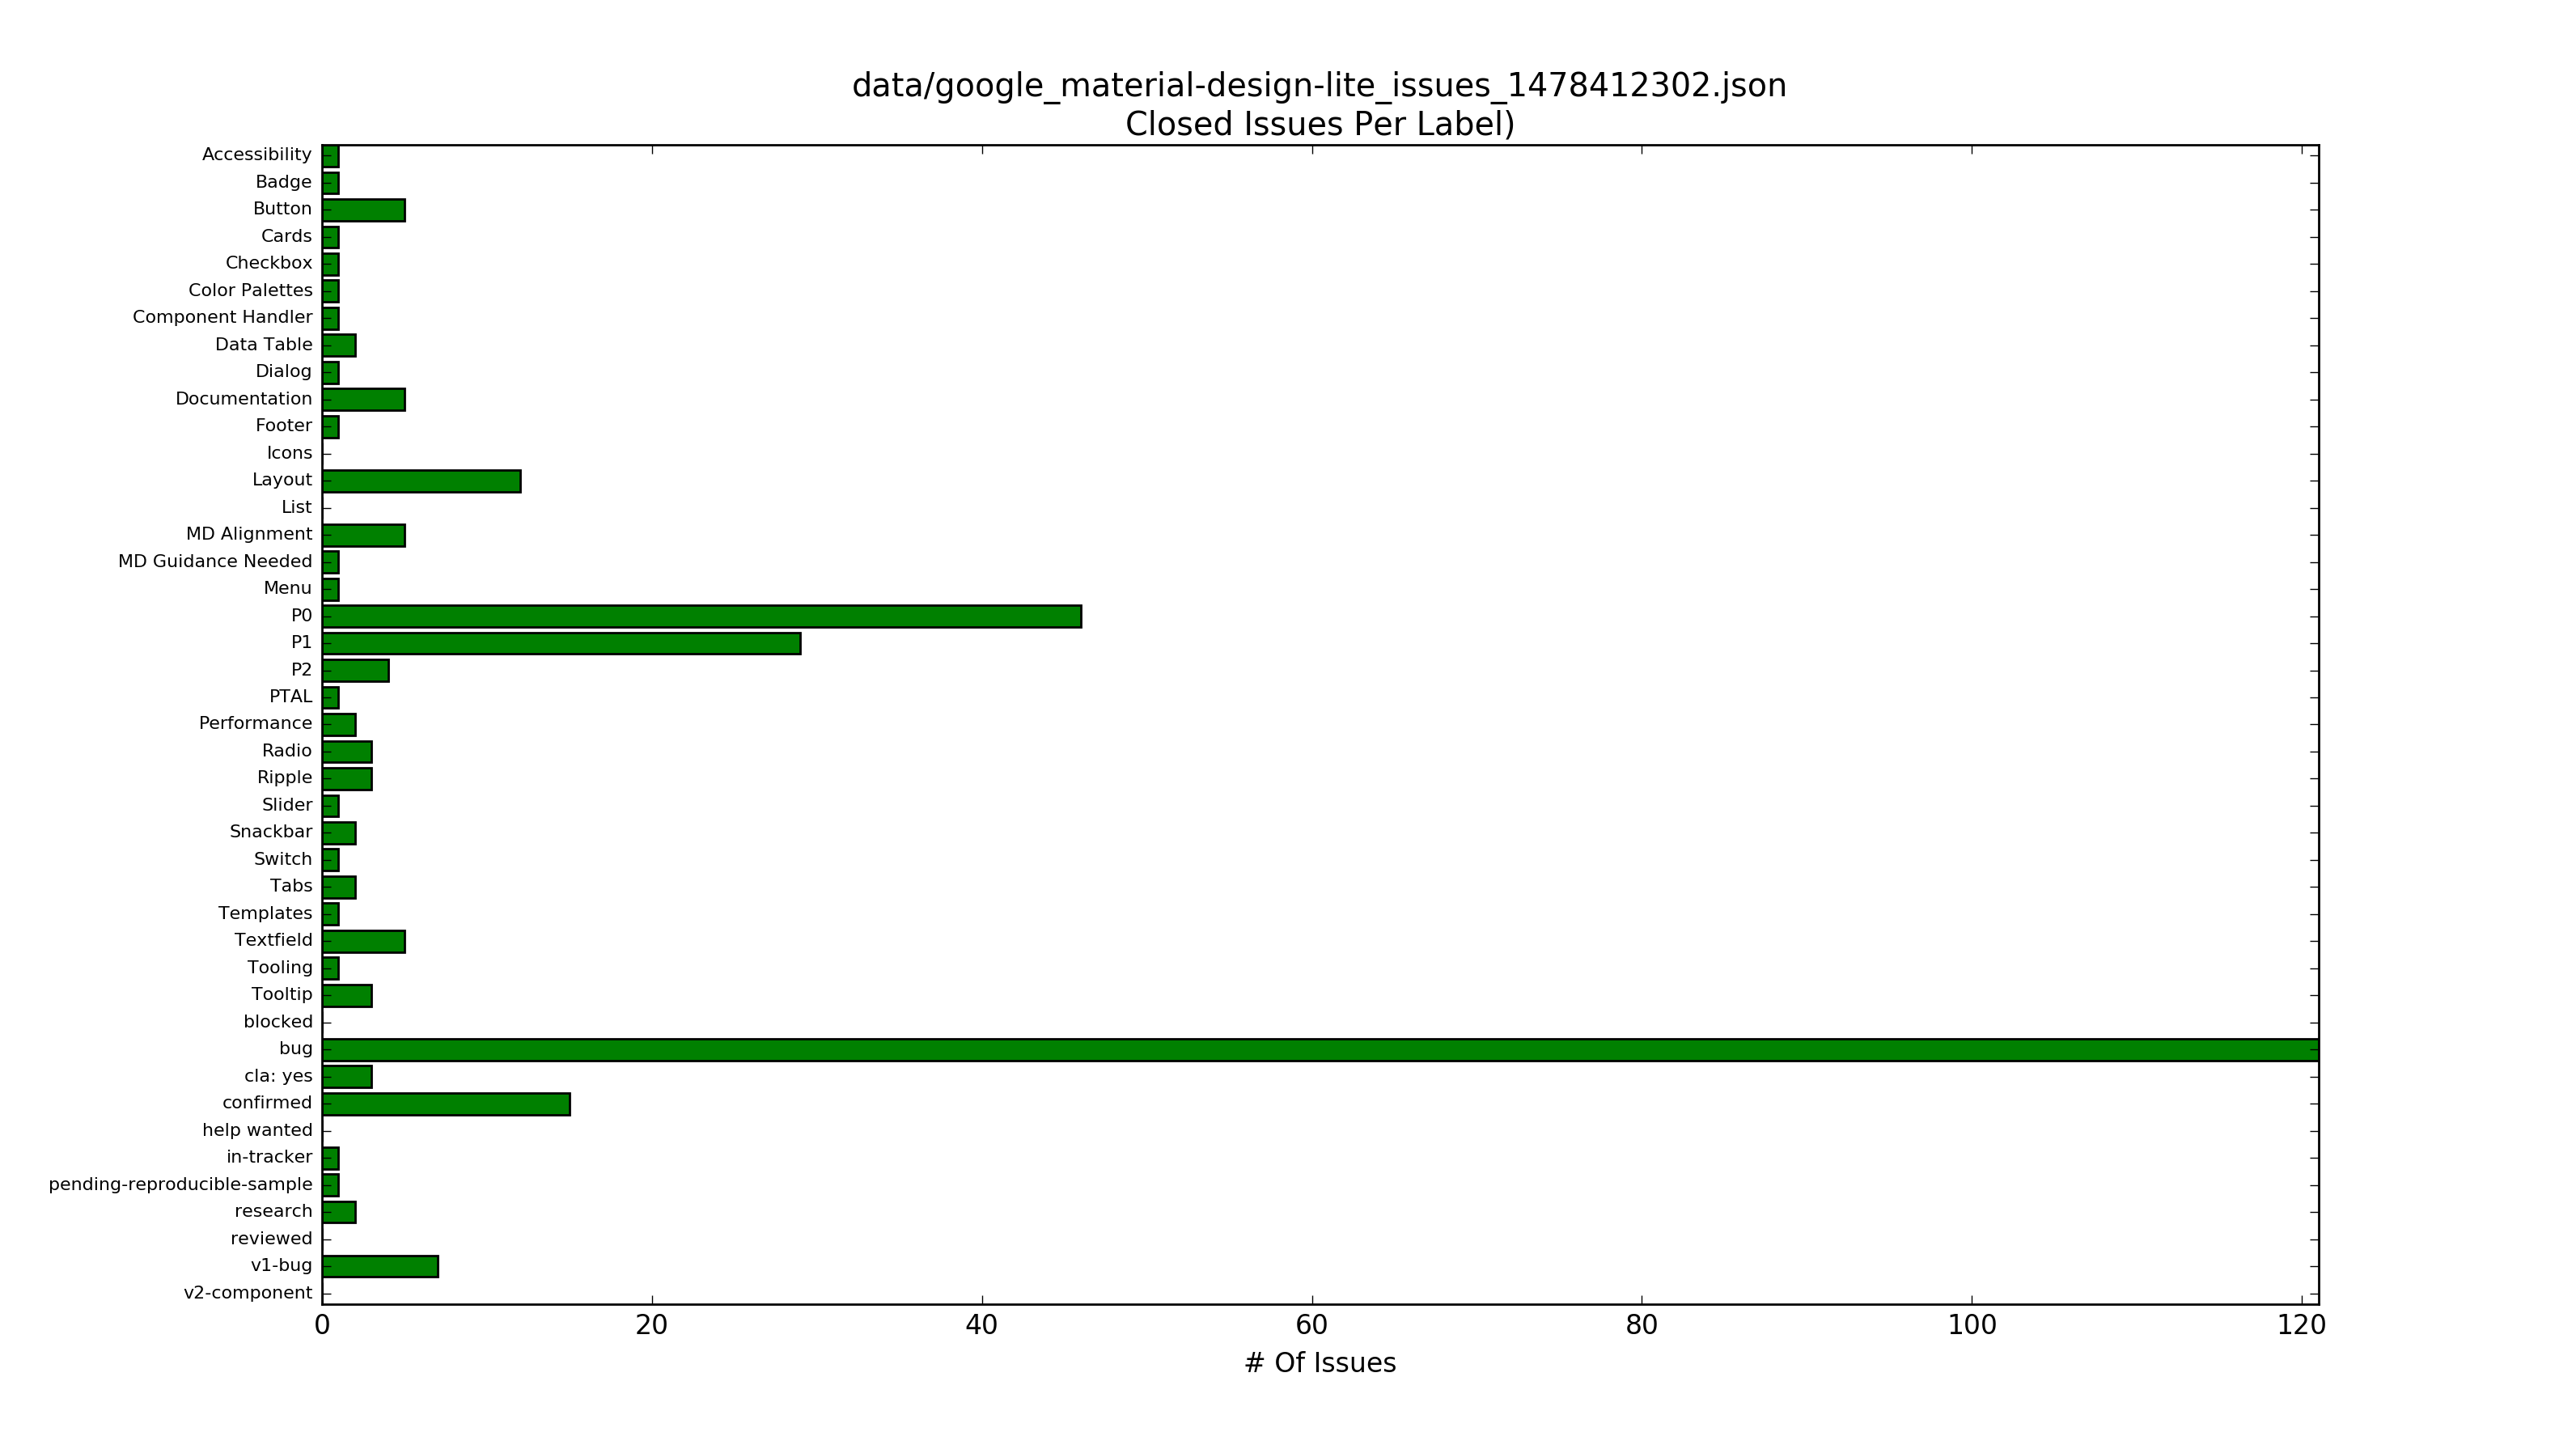 data/google_material-design-lite_issues_1478412302.json
Closed Issues Per Label)
Accessibility
Badge
Button
Cards
Checkbox
Color Palettes
Component Handler
Data Table
Dialog
Documentation
Footer
Icons
Layout
List
MD Alignment
MD Guidance Needed
Menu
P0
P1
P2
PTAL
Performance
Radio
Ripple
Slider
Snackbar
Switch
Tabs
Templates
Textfield
Tooling
Tooltip
blocked
bug
cla: yes
confirmed
help wanted
in-tracker
pending-reproducible-sample
research
reviewed
v1-bug
v2-component
0 20 40 60 80 100 120
# Of Issues